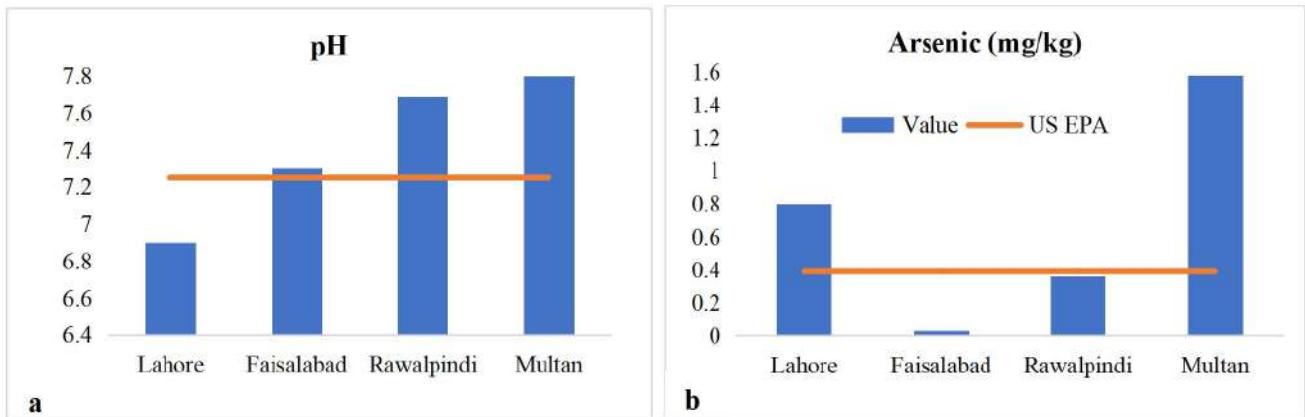 pH
7.8
7.6
7.4
7.2
7
6.8
6.6
6.4
Lahore Faisalabad Rawalpindi Multan
a
Arsenic (mg/kg)
1.6
1.4
1.2
1
0.8
0.6
0.4
0.2
0
Value US EPA
Lahore Faisalabad Rawalpindi Multan
b